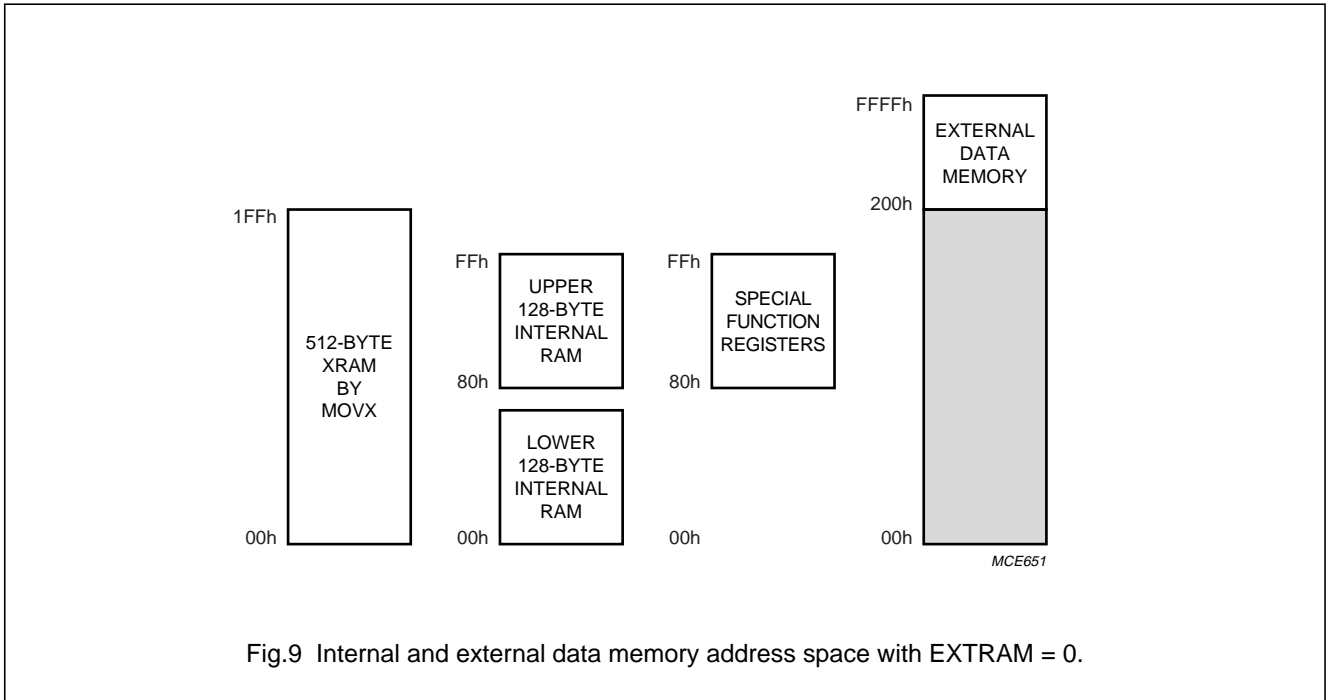 1FFh
512-BYTE
XRAM
BY
MOVX
00h
FFh
UPPER
128-BYTE
INTERNAL
RAM
80h
LOWER
128-BYTE
INTERNAL
RAM
00h
FFh
SPECIAL
FUNCTION
REGISTERS
80h
00h
FFFFh
EXTERNAL
DATA
MEMORY
200h
00h
MCE651
Fig.9 Internal and external data memory address space with EXTRAM = 0.